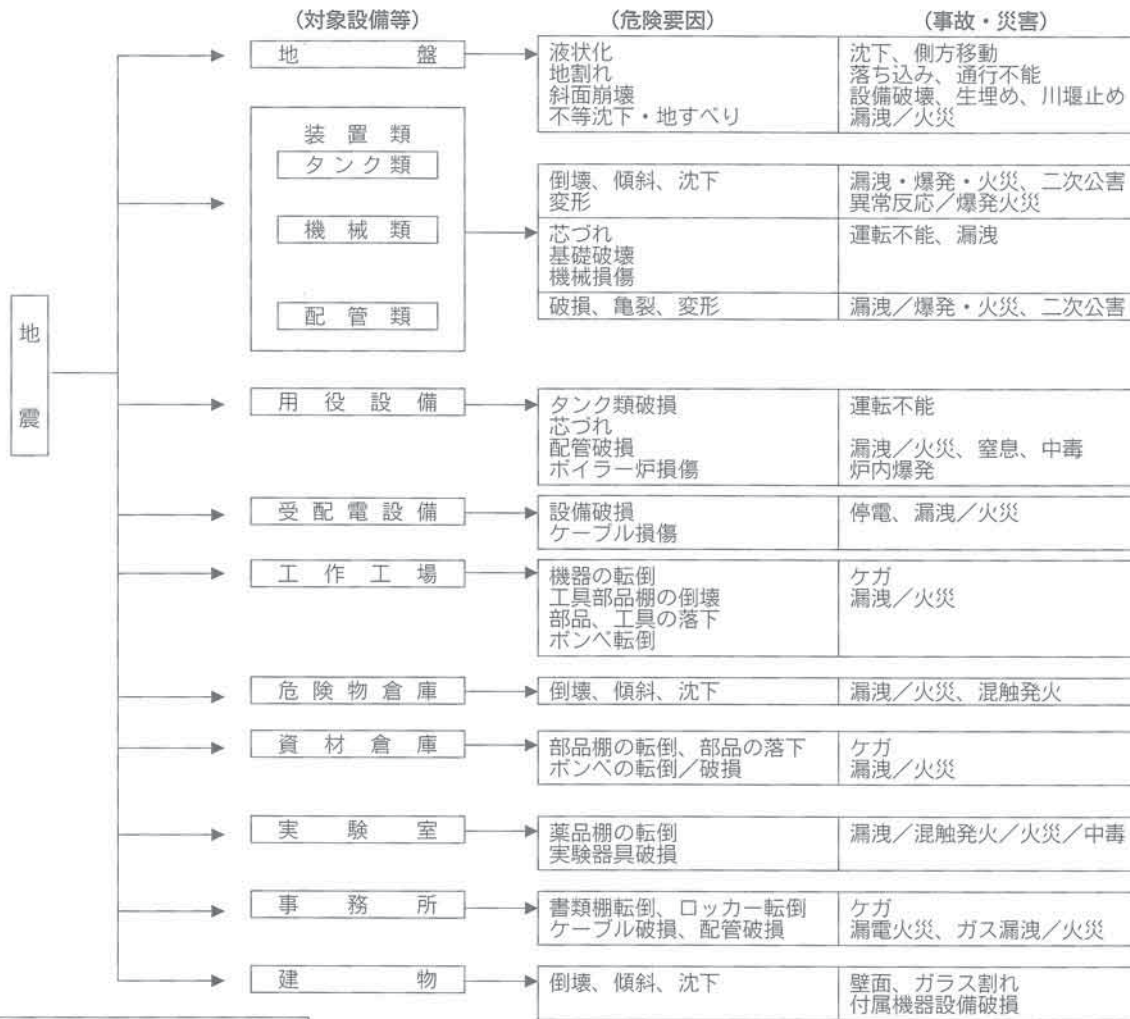 (対象設備等) (危険要因) (事故・災害)
地震
地盤
液状化 沈下、側方移動
地割れ 落ち込み、通行不能
斜面崩壊 設備破壊、生埋め、川堰止め
不等沈下・地すべり 漏洩／火災
装置類
タンク類
倒壊、傾斜、沈下 漏洩・爆発・火災、二次公害
変形 異常反応／爆発火災
機械類
芯づれ 運転不能、漏洩
基礎破壊
機械損傷
配管類
破損、亀裂、変形 漏洩／爆発・火災、二次公害
用役設備
タンク類破損 運転不能
芯づれ
配管破損 漏洩／火災、窒息、中毒
ボイラー炉損傷 炉内爆発
受配電設備
設備破損 停電、漏洩／火災
ケーブル損傷
工作工場
機器の転倒 ケガ
工具部品棚の倒壊 漏洩／火災
部品、工具の落下
ボンベ転倒
危険物倉庫
倒壊、傾斜、沈下 漏洩／火災、混触発火
資材倉庫
部品棚の転倒、部品の落下 ケガ
ボンベの転倒／破損 漏洩／火災
実験室
薬品棚の転倒 漏洩／混触発火／火災／中毒
実験器具破損
事務所
書類棚転倒、ロッカー転倒 ケガ
ケーブル破損、配管破損 漏電火災、ガス漏洩／火災
建物
倒壊、傾斜、沈下 壁面、ガラス割れ
付属機器設備破損